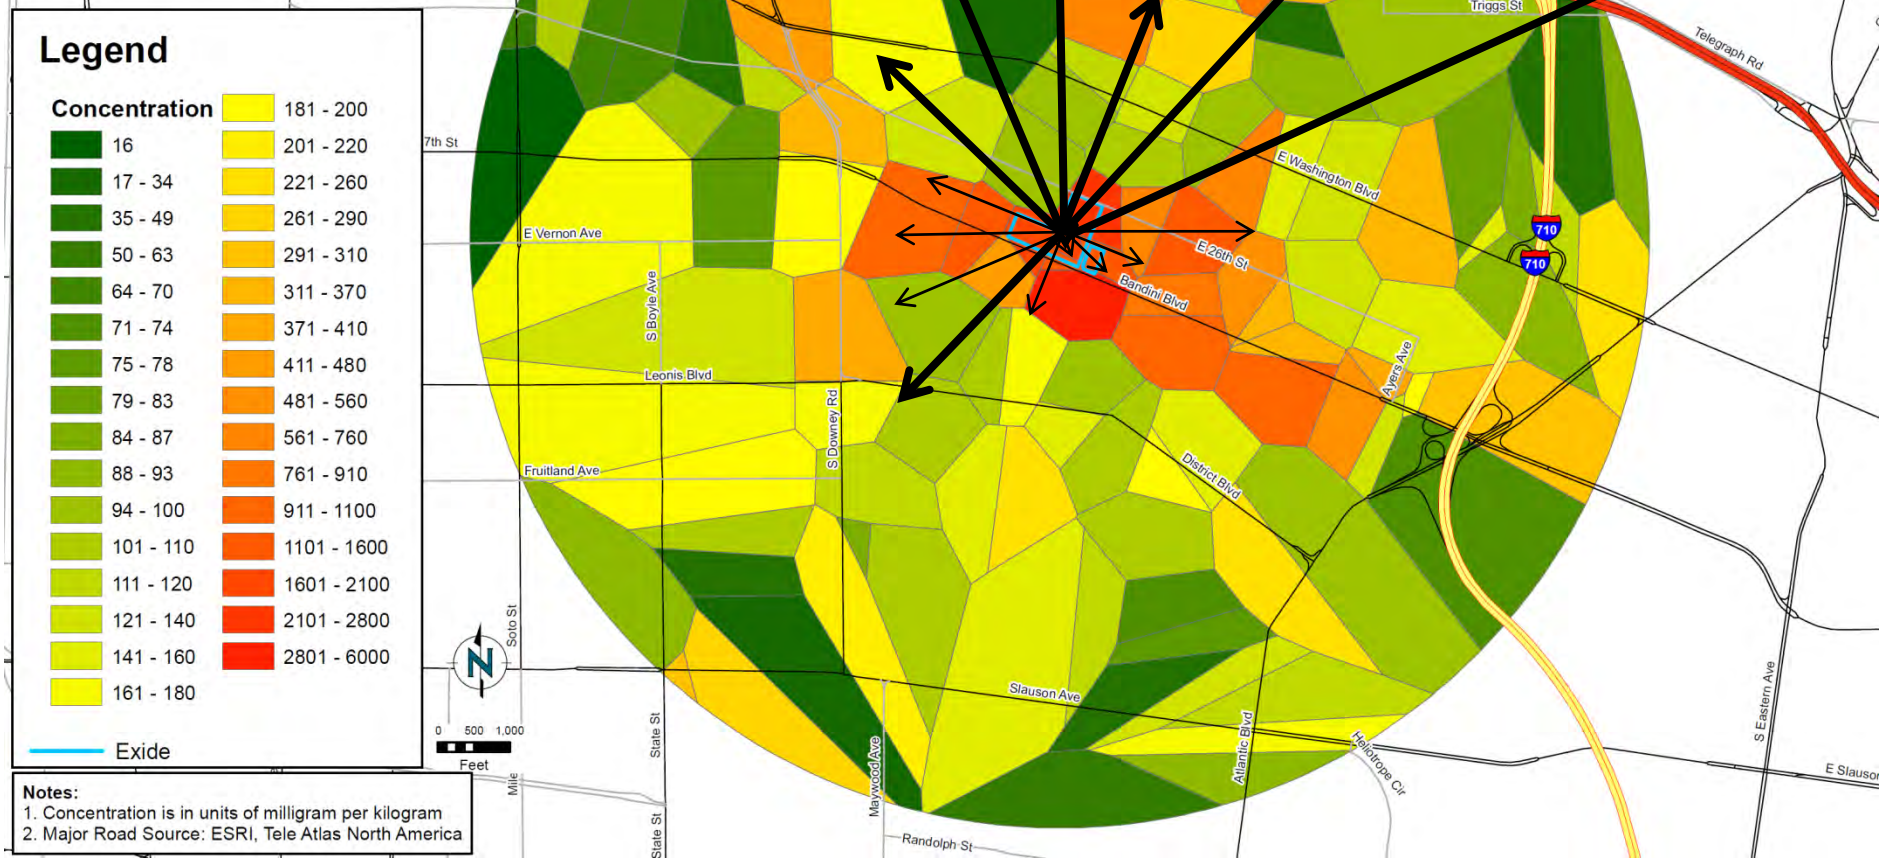 Legend
Concentration
16
17 - 34
35 - 49
50 - 63
64 - 70
71 - 74
75 - 78
79 - 83
84 - 87
88 - 93
94 - 100
101 - 110
111 - 120
121 - 140
141 - 160
161 - 180
181 - 200
201 - 220
221 - 260
261 - 290
291 - 310
311 - 370
371 - 410
411 - 480
481 - 560
561 - 760
761 - 910
911 - 1100
1101 - 1600
1601 - 2100
2101 - 2800
2801 - 6000
Exide
Notes:
1. Concentration is in units of milligram per kilogram
2. Major Road Source: ESRI, Tele Atlas North America
N
0 500 1,000
Feet
Triggs St
Telegraph Rd
7th St
E Washington Blvd
E Vernon Ave
E 26th St
710
710
S Boyle Ave
Bandini Blvd
Leonis Blvd
Ayers Ave
S Downey Rd
Fruitland Ave
District Blvd
Soto St
Slauson Ave
State St
S Eastern Ave
Atlantic Blvd
Maywood Ave
Heliotrope Cir
E Slauson
Mile
State St
Randolph St